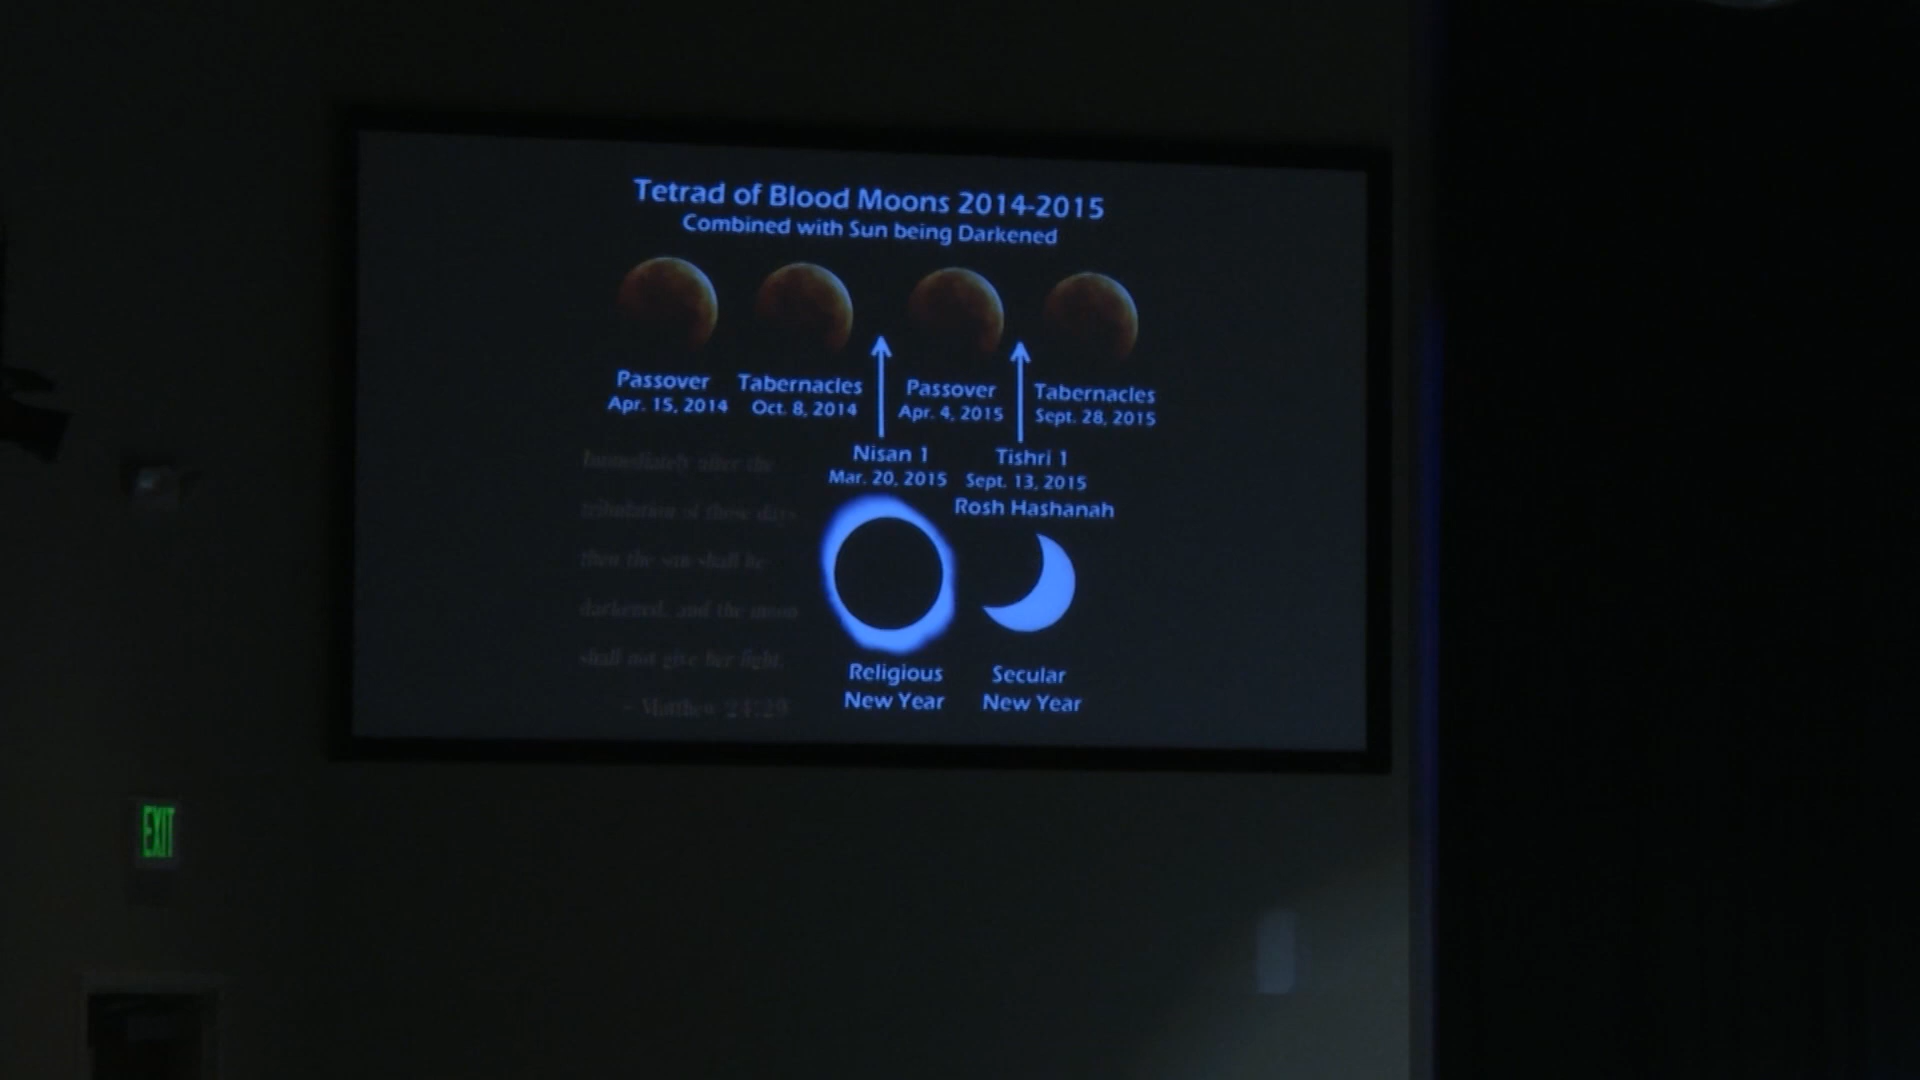 Tetrad of Blood Moons 2014-2015
Combined with Sun being Darkened
Passover
Apr. 15, 2014
Tabernacles
Oct. 8, 2014
Passover
Apr. 4, 2015
Tabernacles
Sept. 28, 2015
Nisan 1
Mar. 20, 2015
Tishri 1
Sept. 13, 2015
Rosh Hashanah
Immediately after the
tribulation of those days
then the sun shall be
darkened, and the moon
shall not give her light.
- Matthew 24:29
Religious
New Year
Secular
New Year
EXIT